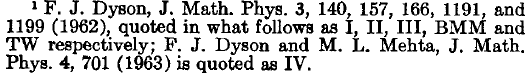 ¹ F. J. Dyson, J. Math. Phys. 3, 140, 157, 166, 1191, and
1199 (1962), quoted in what follows as I, II, III, BMM and
TW respectively; F. J. Dyson and M. L. Mehta, J. Math.
Phys. 4, 701 (1963) is quoted as IV.